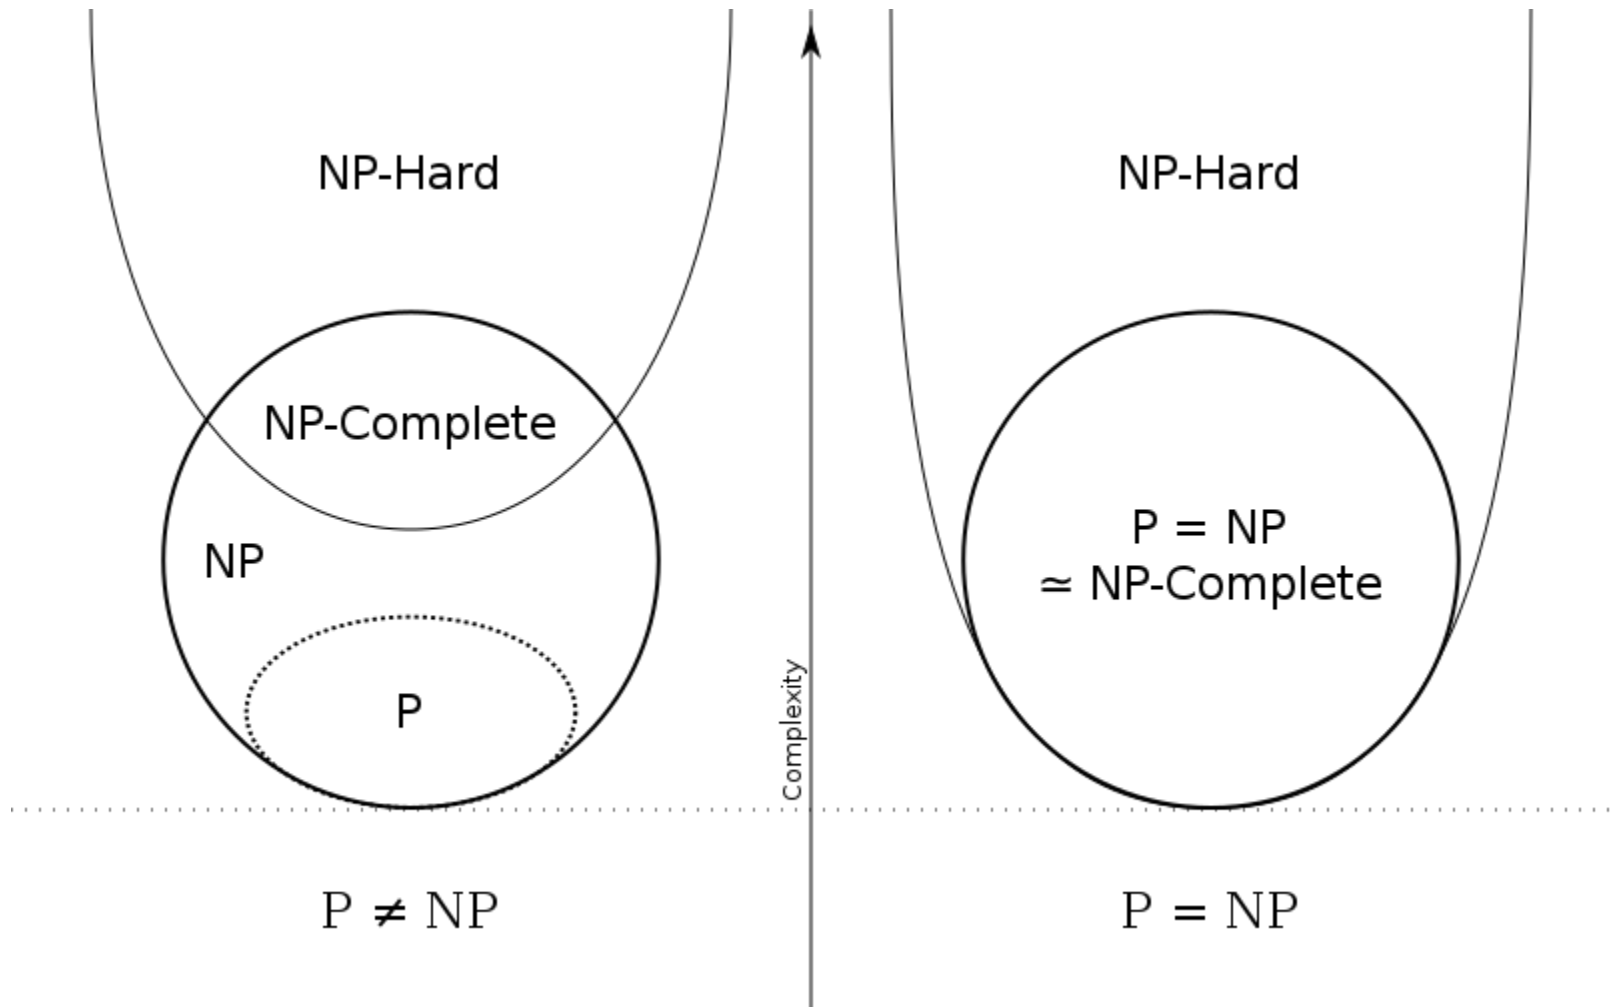 NP-Hard
NP-Complete
NP
P
P ≠ NP
Complexity
NP-Hard
P = NP
≃ NP-Complete
P = NP